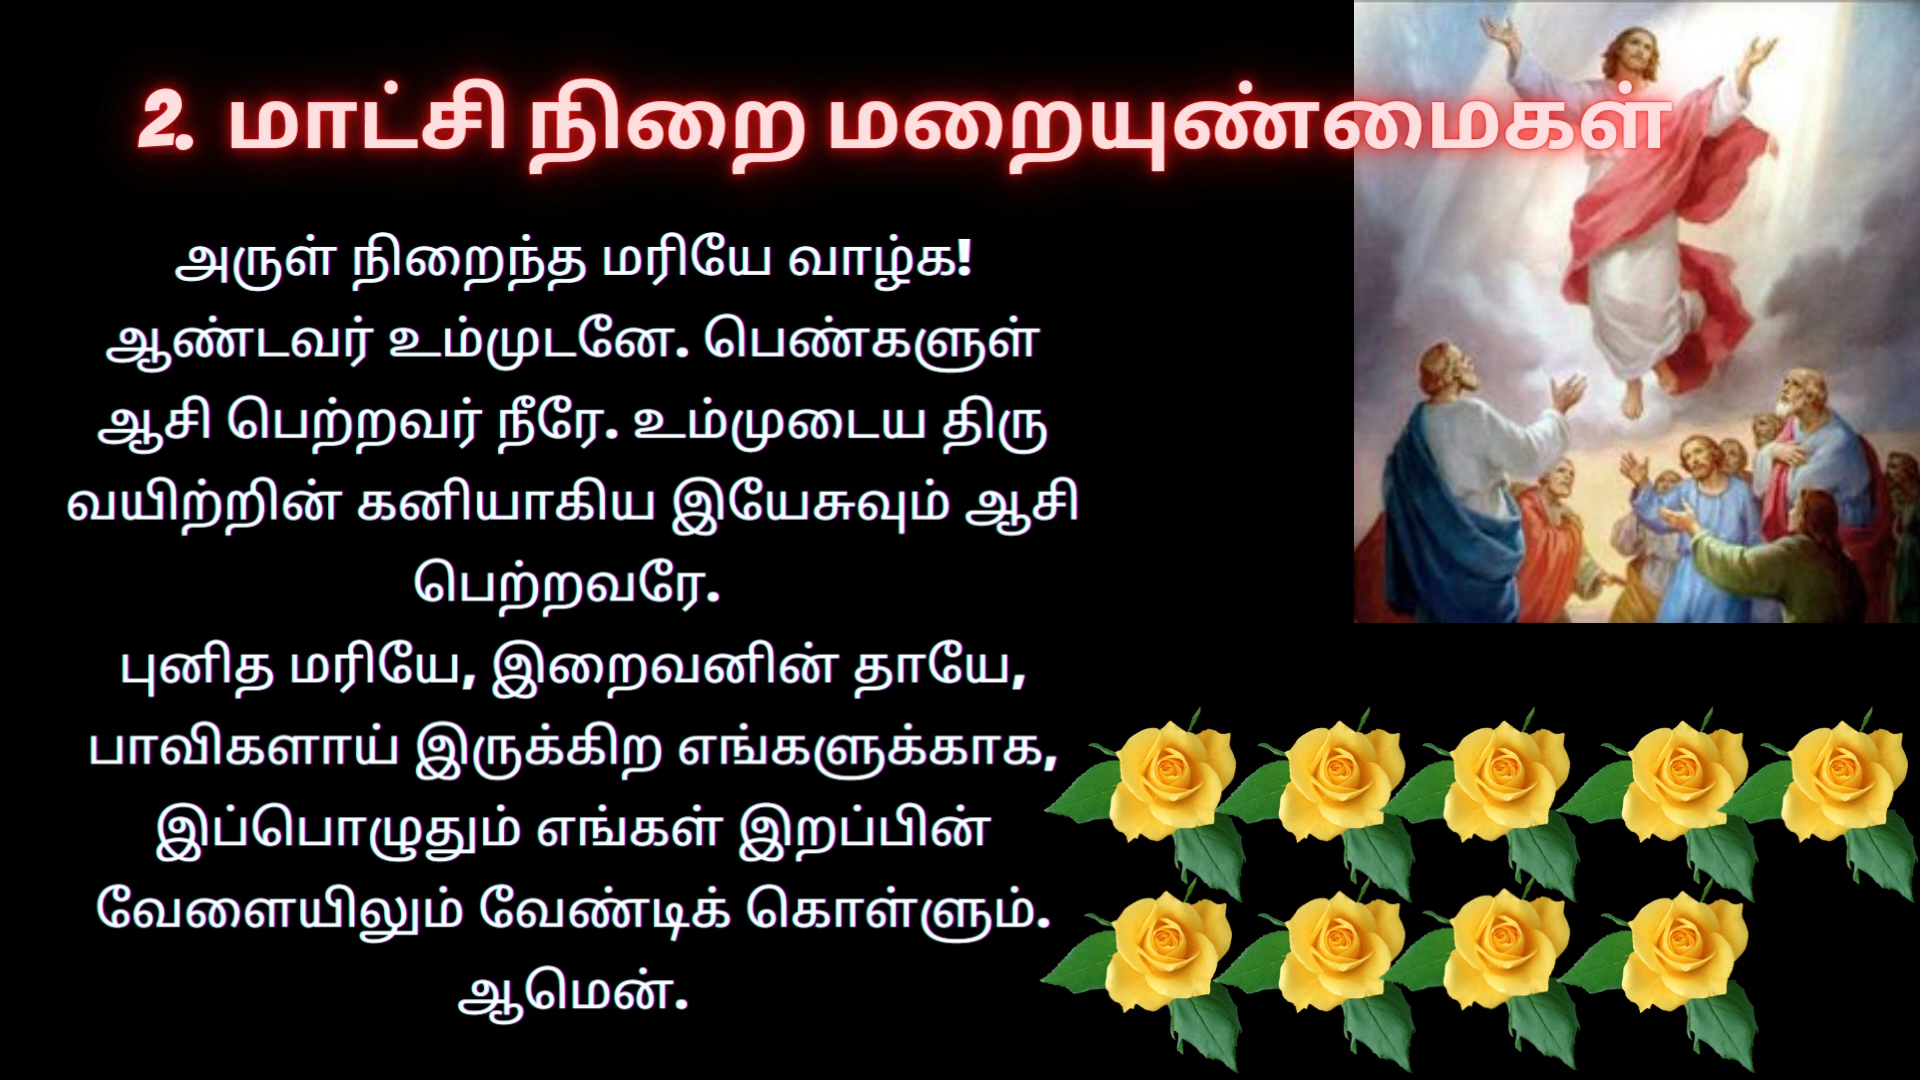 2. மாட்சி நிறை மறையுண்மைகள்
அருள் நிறைந்த மரியே வாழ்க!
ஆண்டவர் உம்முடனே. பெண்களுள்
ஆசி பெற்றவர் நீரே. உம்முடைய திரு
வயிற்றின் கனியாகிய இயேசுவும் ஆசி
பெற்றவரே.
புனித மரியே, இறைவனின் தாயே,
பாவிகளாய் இருக்கிற எங்களுக்காக,
இப்பொழுதும் எங்கள் இறப்பின்
வேளையிலும் வேண்டிக் கொள்ளும்.
ஆமென்.